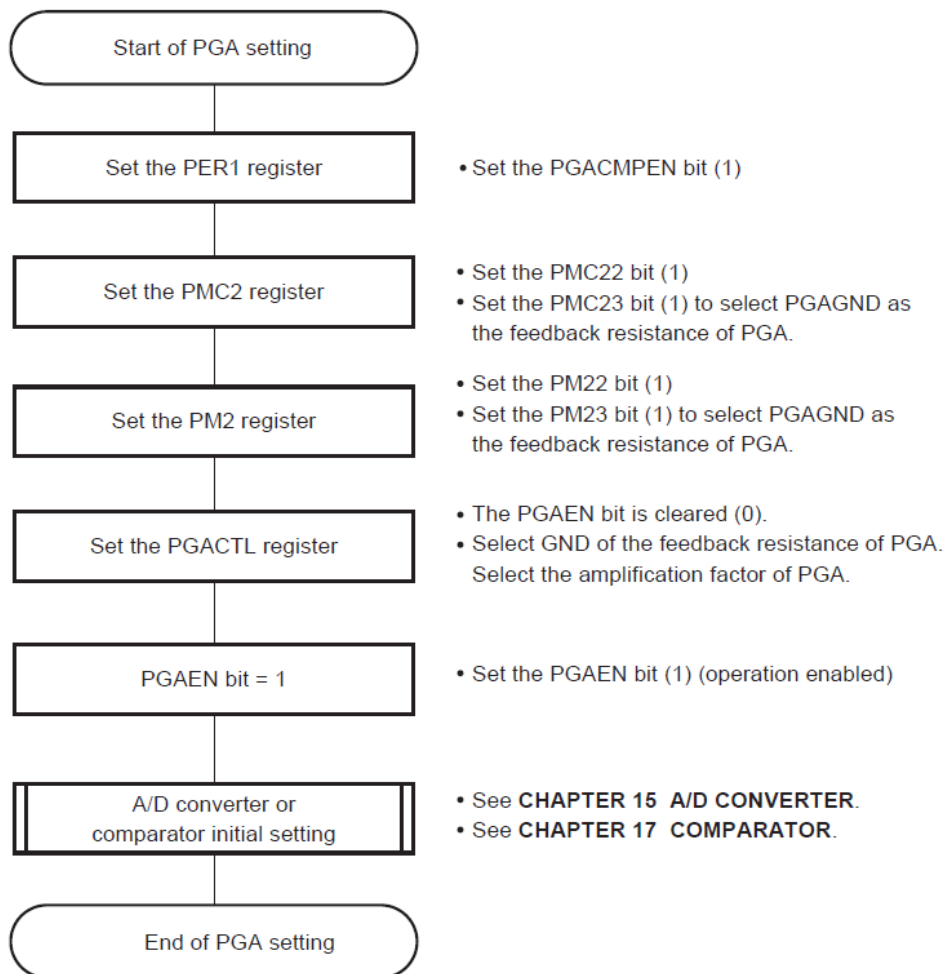 Start of PGA setting
Set the PER1 register
• Set the PGACMPEN bit (1)
Set the PMC2 register
• Set the PMC22 bit (1)
• Set the PMC23 bit (1) to select PGAGND as
the feedback resistance of PGA.
Set the PM2 register
• Set the PM22 bit (1)
• Set the PM23 bit (1) to select PGAGND as
the feedback resistance of PGA.
Set the PGACTL register
• The PGAEN bit is cleared (0).
• Select GND of the feedback resistance of PGA.
Select the amplification factor of PGA.
PGAEN bit = 1
• Set the PGAEN bit (1) (operation enabled)
A/D converter or
comparator initial setting
• See CHAPTER 15 A/D CONVERTER.
• See CHAPTER 17 COMPARATOR.
End of PGA setting